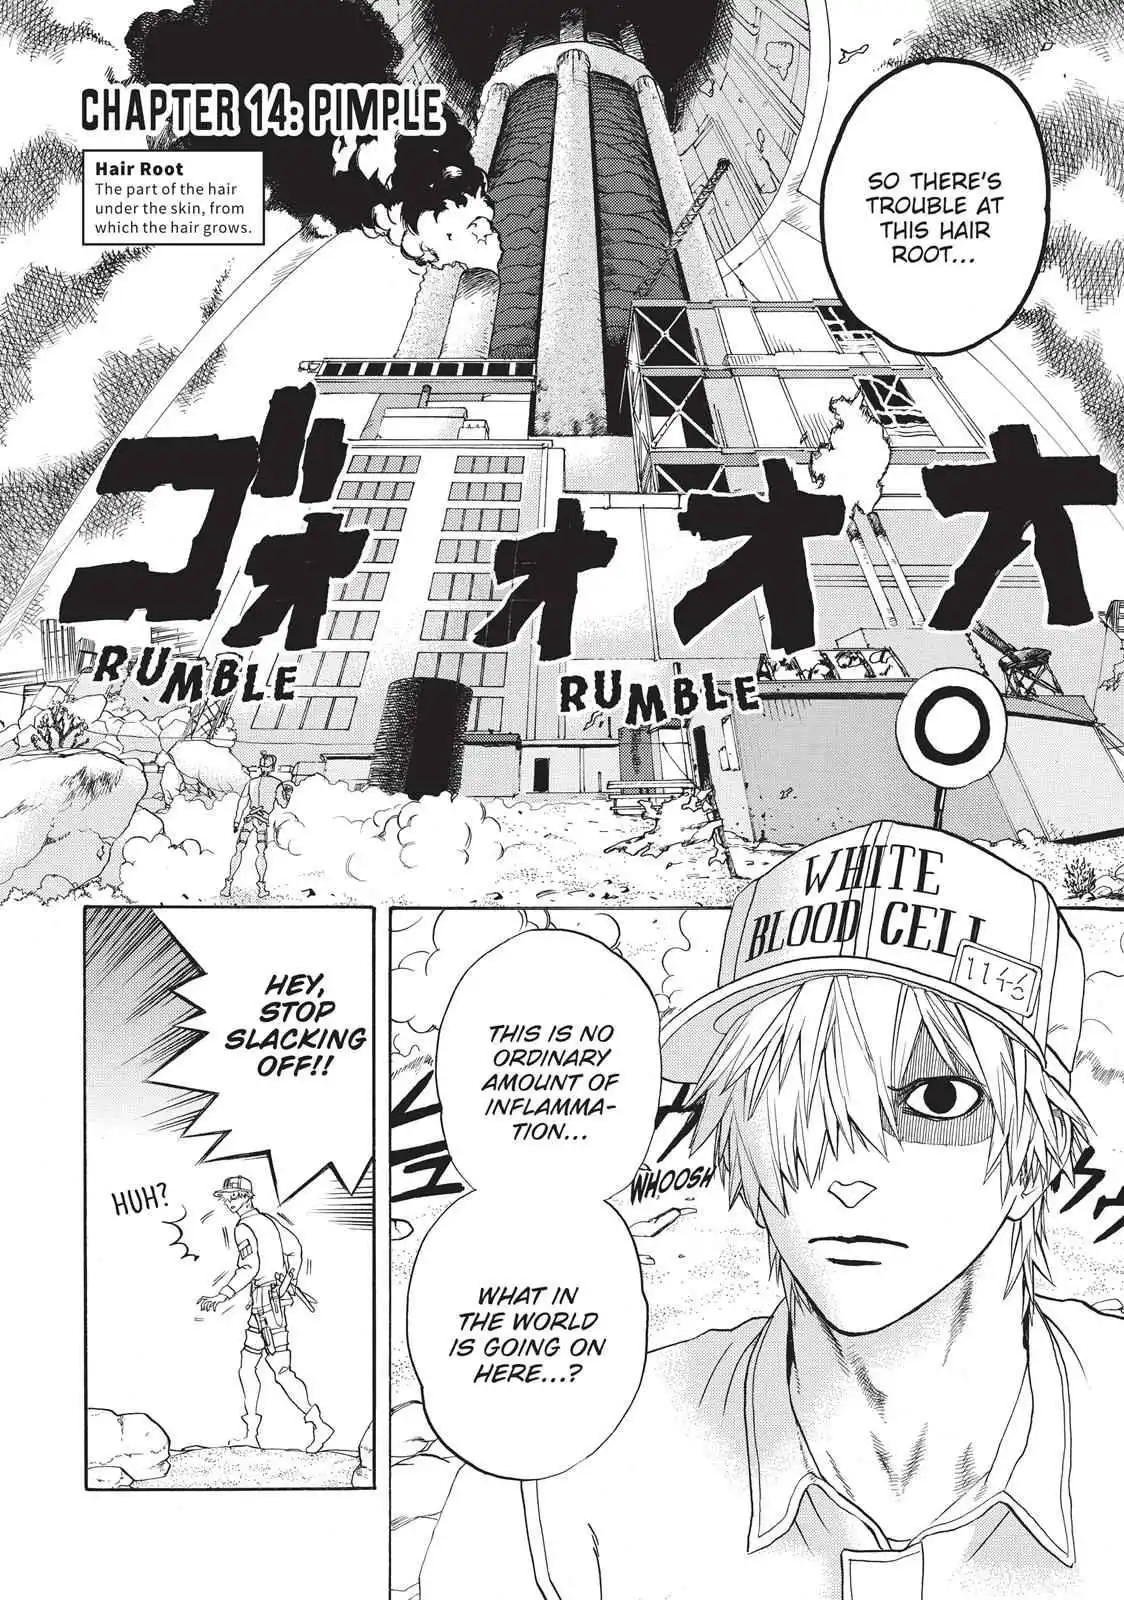 CHAPTER 14: PIMPLE
Hair Root
The part of the hair
under the skin, from
which the hair grows.
SO THERE'S
TROUBLE AT
THIS HAIR
ROOT...
ゴォォオオオ
RUMBLE
RUMBLE
WHITE
BLOOD CELL
1146
THIS IS NO
ORDINARY
AMOUNT OF
INFLAMMA-
TION...
WHOOSH
WHAT IN
THE WORLD
IS GOING ON
HERE...?
HEY,
STOP
SLACKING
OFF!!
HUH?